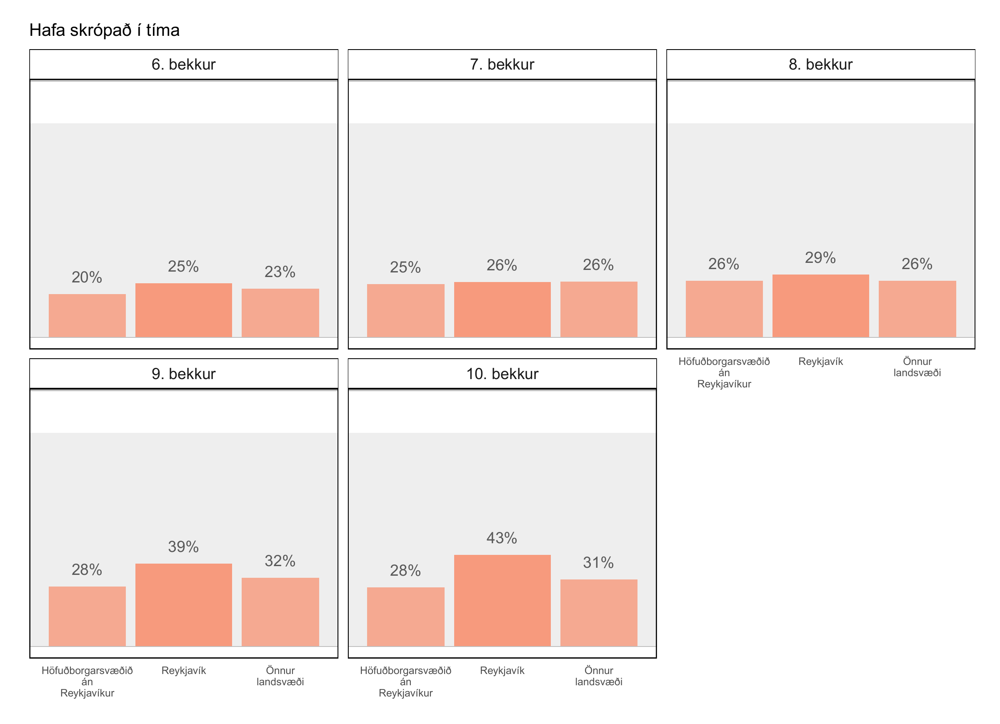 Hafa skrópað í tíma
6. bekkur
20%
25%
23%
7. bekkur
25%
26%
26%
8. bekkur
26%
29%
26%
Höfuðborgarsvæðið
án
Reykjavíkur
Reykjavík
Önnur
landsvæði
9. bekkur
28%
39%
32%
Höfuðborgarsvæðið
án
Reykjavíkur
Reykjavík
Önnur
landsvæði
10. bekkur
28%
43%
31%
Höfuðborgarsvæðið
án
Reykjavíkur
Reykjavík
Önnur
landsvæði